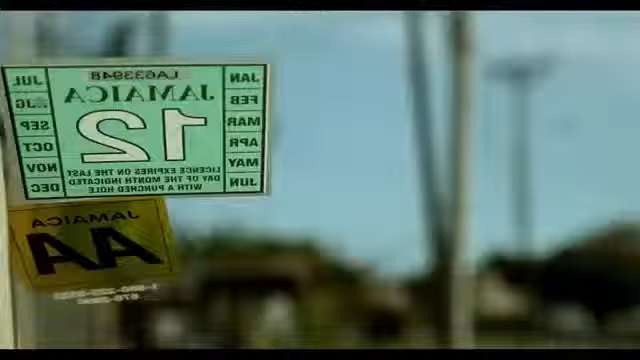 LA633948
JAMAICA
12
LICENCE EXPIRES ON THE LAST
DAY OF THE MONTH INDICATED
WITH A PUNCHED HOLE
JAN
FEB
MAR
APR
MAY
JUN
JUL
SEP
OCT
NOV
DEC
JAMAICA
AA